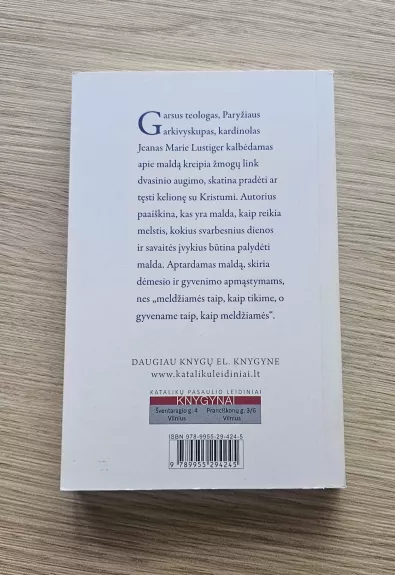 Garsus teologas, Paryžiaus
arkivyskupas, kardinolas
Jeanas Marie Lustiger kalbėdamas
apie maldą kreipia žmogų link
dvasinio augimo, skatina pradėti ar
tęsti kelionę su Kristumi. Autorius
paaiškina, kas yra malda, kaip reikia
melstis, kokius svarbesnius dienos
ir savaitės įvykius būtina palydėti
malda. Aptardamas maldą, skiria
dėmesio ir gyvenimo apmąstymams,
nes „meldžiamės taip, kaip tikime, o
gyvename taip, kaip meldžiamės“.
DAUGIAU KNYGŲ EL. KNYGYNE
www.katalikuleidiniai.lt
KATALIKŲ PASAULIO LEIDINIAI
KNYGYNAI
Šventaragio g. 4 Pranciškonų g. 3/6
Vilnius Vilnius
ISBN 978-9955-29-424-5
9 789955 294245